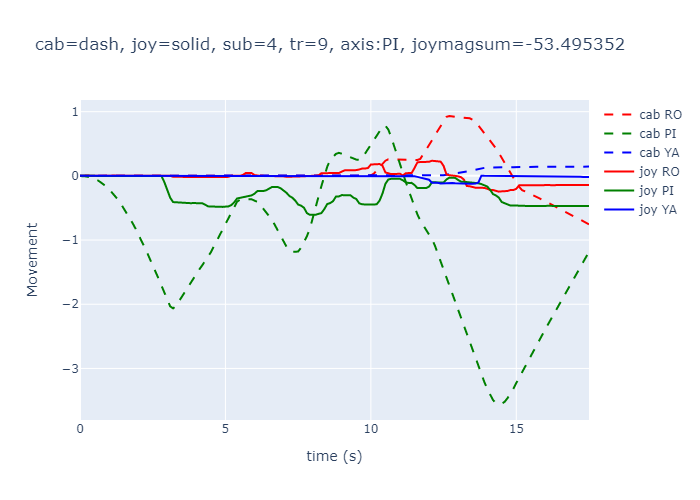 cab=dash, joy=solid, sub=4, tr=9, axis:PI, joymagsum=-53.495352
1
0
−1
−2
−3
Movement
0
5
10
15
time (s)
cab RO
cab PI
cab YA
joy RO
joy PI
joy YA